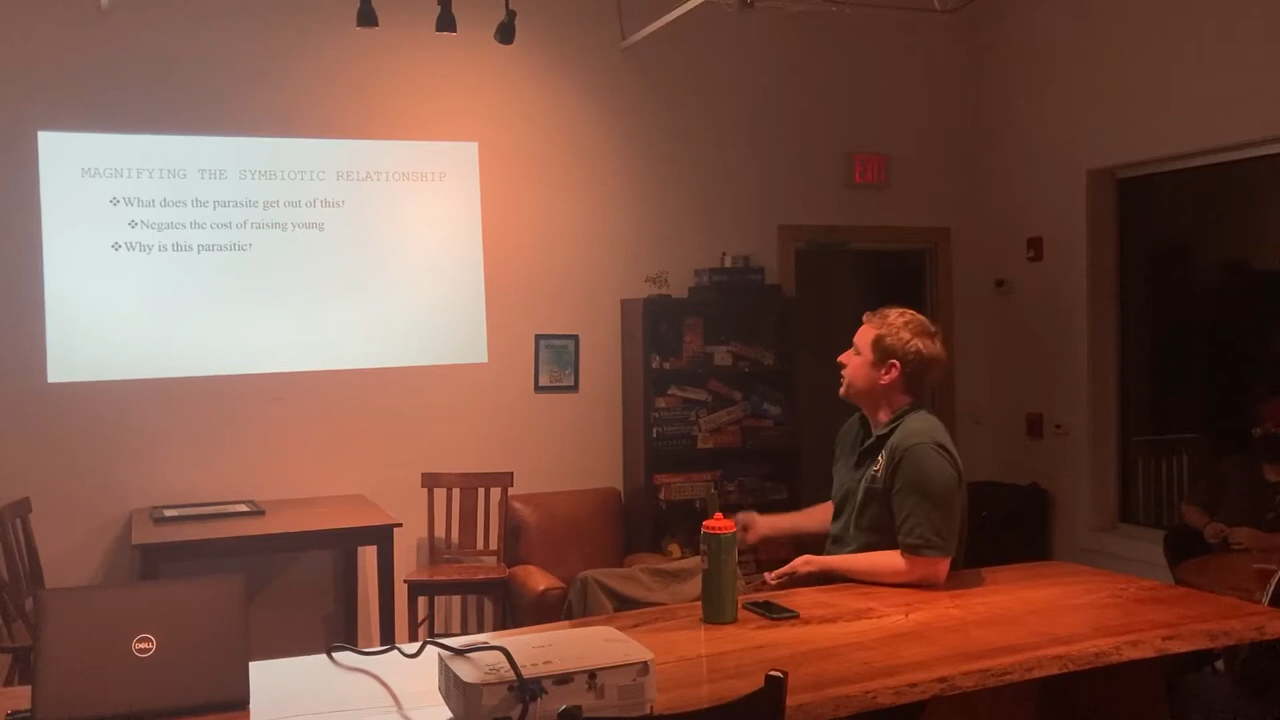 MAGNIFYING THE SYMBIOTIC RELATIONSHIP
❖What does the parasite get out of this?
❖Negates the cost of raising young
❖Why is this parasitic?
EXIT
DELL